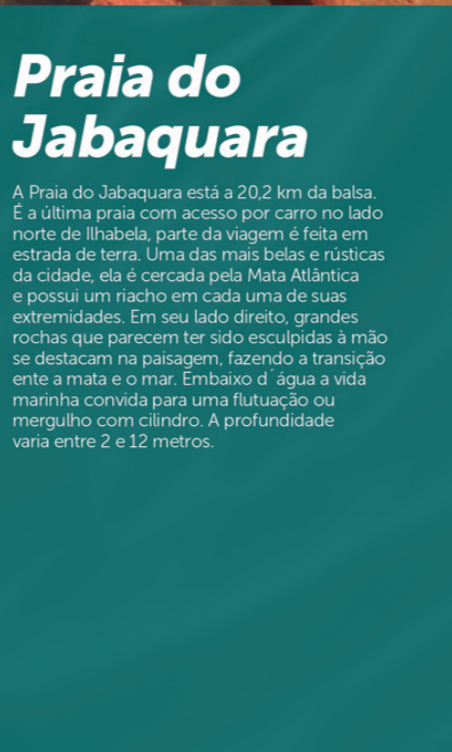 Praia do
Jabaquara
A Praia do Jabaquara está a 20,2 km da balsa.
É a última praia com acesso por carro no lado
norte de Ilhabela, parte da viagem é feita em
estrada de terra. Uma das mais belas e rústicas
da cidade, ela é cercada pela Mata Atlântica
e possui um riacho em cada uma de suas
extremidades. Em seu lado direito, grandes
rochas que parecem ter sido esculpidas à mão
se destacam na paisagem, fazendo a transição
ente a mata e o mar. Embaixo d´água a vida
marinha convida para uma flutuação ou
mergulho com cilindro. A profundidade
varia entre 2 e 12 metros.